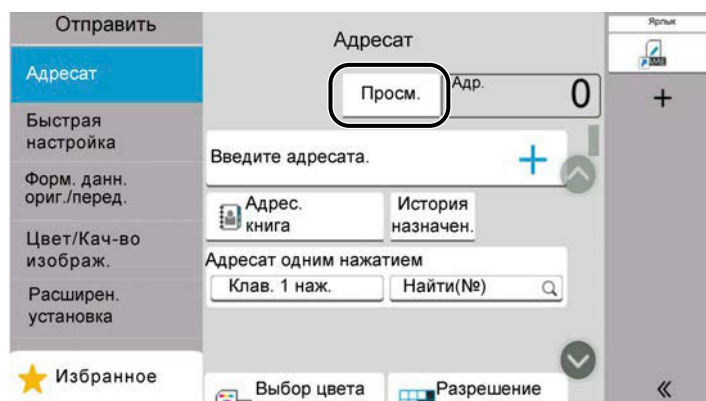 Отправить
Адресат
Быстрая
настройка
Форм. данн.
ориг./перед.
Цвет/Кач-во
изображ.
Расширен.
установка
Избранное
Адресат
Просм.
Адр.
0
Введите адресата.
Адрес.
книга
История
назначен.
Адресат одним нажатием
Клав. 1 наж.
Найти(№)
Выбор цвета
Разрешение
Ярлык
SMB